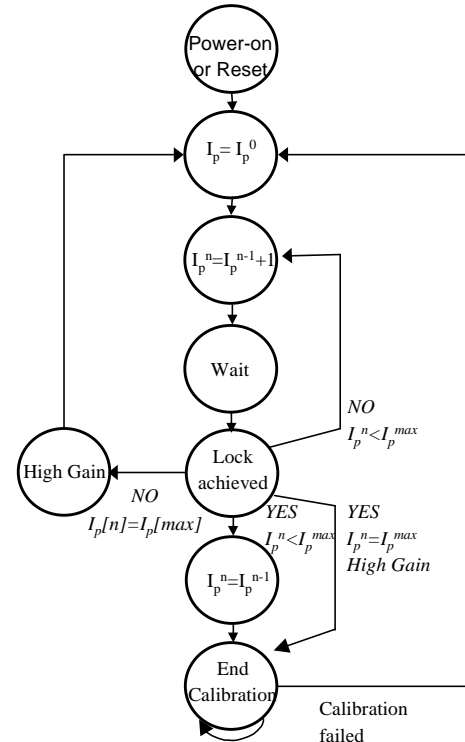 Power-on
or Reset
I_p= I_p^0
I_p^n=I_p^{n-1}+1
Wait
NO
I_p^n<I_p^{max}
Lock
achieved
High Gain
NO
I_p[n]=I_p[max]
YES
I_p^n<I_p^{max}
YES
I_p^n=I_p^{max}
High Gain
I_p^n=I_p^{n-1}
End
Calibration
Calibration
failed